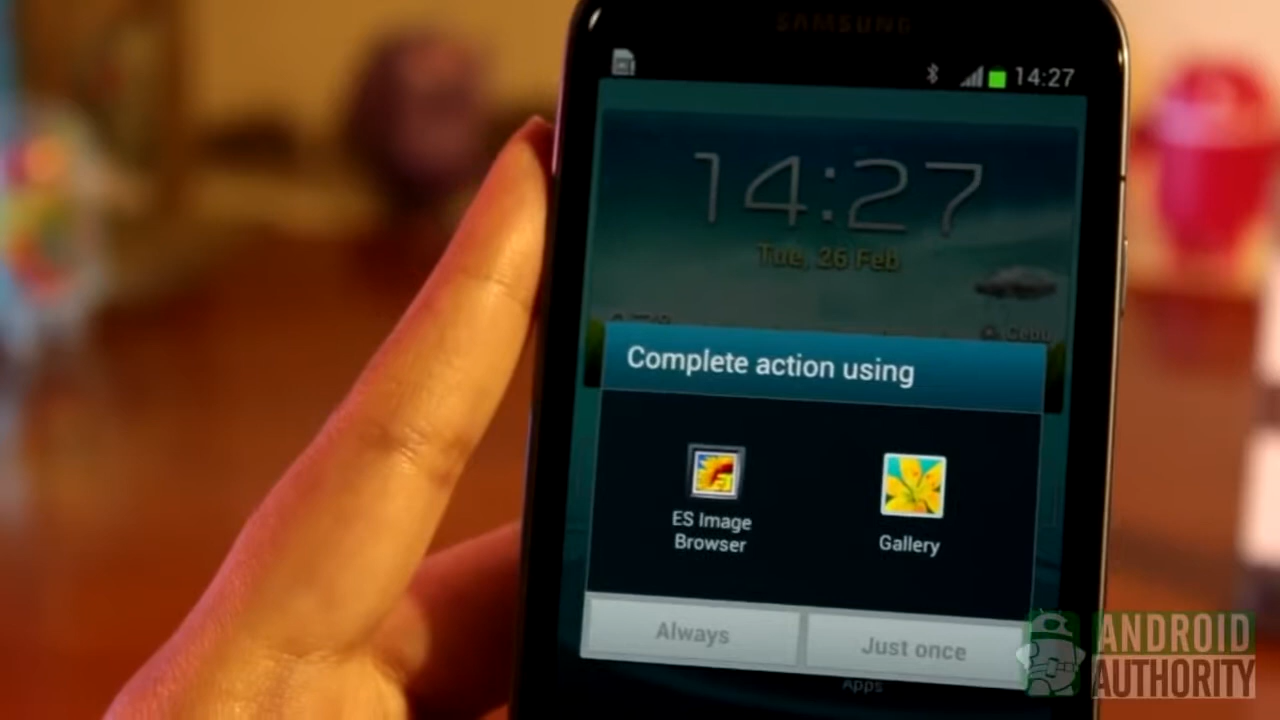 SAMSUNG
14:27
14:27
Tue, 26 Feb
Cebu
Complete action using
ES Image
Browser
Gallery
Always
Just once
Apps
ANDROID
AUTHORITY